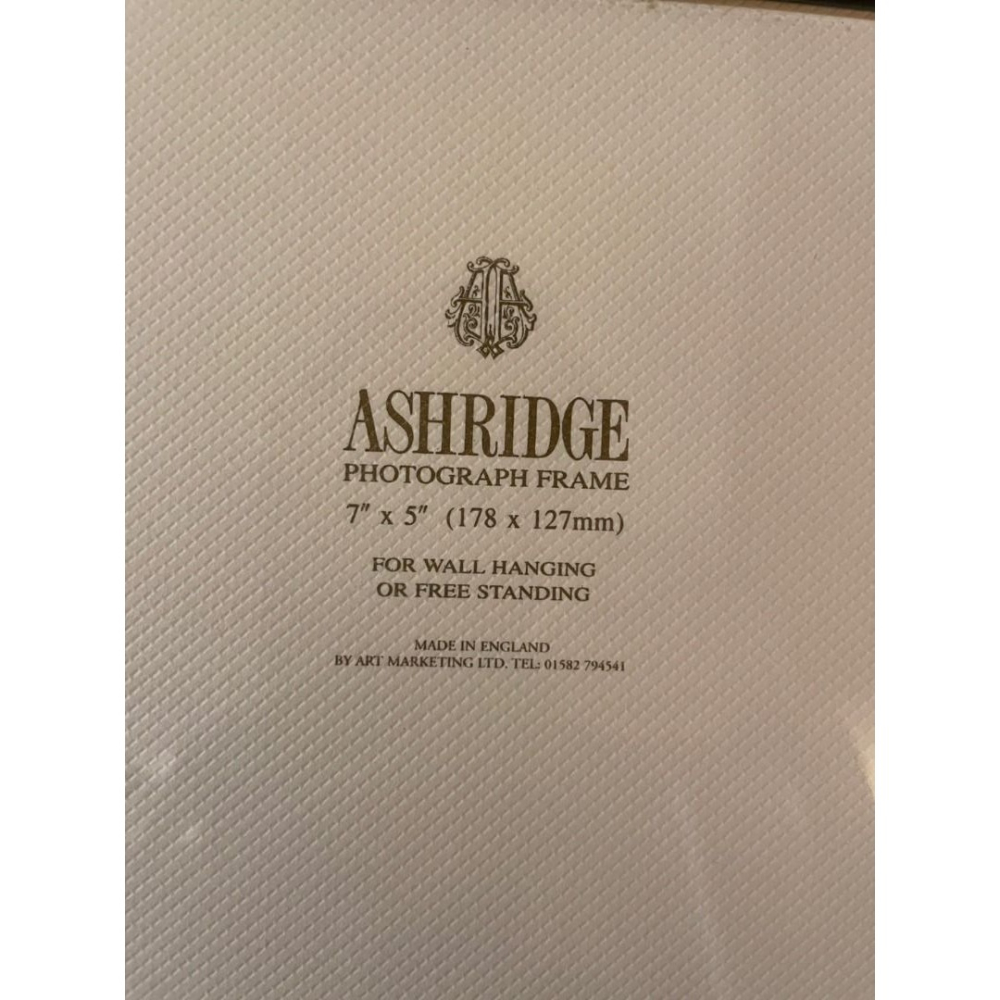 ASHRIDGE
PHOTOGRAPH FRAME
7" x 5" (178 x 127mm)
FOR WALL HANGING
OR FREE STANDING
MADE IN ENGLAND
BY ART MARKETING LTD. TEL: 01582 794541